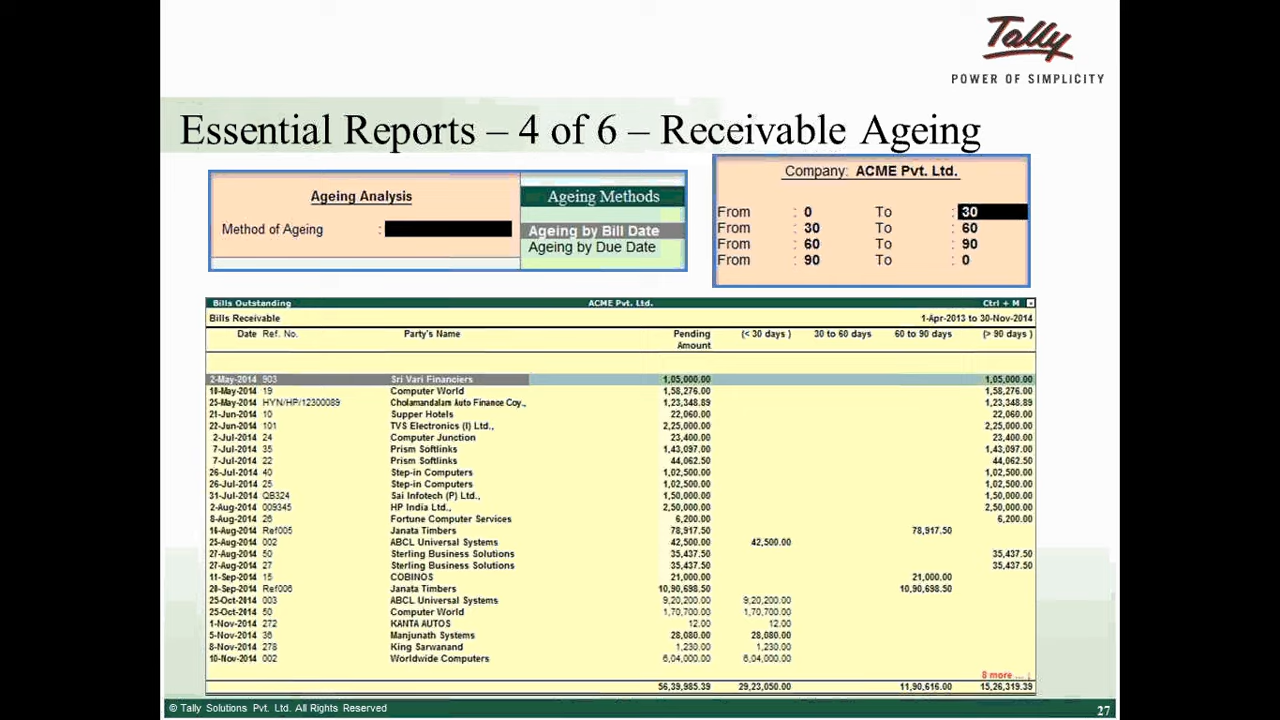 Tally
POWER OF SIMPLICITY
Essential Reports – 4 of 6 – Receivable Ageing
Ageing Analysis
Method of Ageing :
Ageing Methods
Ageing by Bill Date
Ageing by Due Date
Company: ACME Pvt. Ltd.
From : 0 To : 30
From : 30 To : 60
From : 60 To : 90
From : 90 To : 0
Bills Outstanding ACME Pvt. Ltd. Ctrl + M
Bills Receivable 1-Apr-2013 to 30-Nov-2014
Date Ref. No. Party's Name Pending (< 30 days ) 30 to 60 days 60 to 90 days (> 90 days )
Amount
2-May-2014 903 Sri Vari Financiers 1,05,000.00 1,05,000.00
18-May-2014 19 Computer World 1,58,276.00 1,58,276.00
25-May-2014 HYN/HP/12300089 Cholamandalam Auto Finance Coy., 1,23,348.89 1,23,348.89
21-Jun-2014 10 Supper Hotels 22,060.00 22,060.00
22-Jun-2014 101 TVS Electronics (I) Ltd., 2,25,000.00 2,25,000.00
2-Jul-2014 24 Computer Junction 23,400.00 23,400.00
7-Jul-2014 35 Prism Softlinks 1,43,097.00 1,43,097.00
7-Jul-2014 22 Prism Softlinks 44,062.50 44,062.50
26-Jul-2014 40 Step-in Computers 1,02,500.00 1,02,500.00
26-Jul-2014 25 Step-in Computers 1,02,500.00 1,02,500.00
31-Jul-2014 QB324 Sai Infotech (P) Ltd., 1,50,000.00 1,50,000.00
2-Aug-2014 009345 HP India Ltd., 2,50,000.00 2,50,000.00
8-Aug-2014 26 Fortune Computer Services 6,200.00 6,200.00
16-Aug-2014 Ref005 Janata Timbers 78,917.50 78,917.50
25-Aug-2014 002 ABCL Universal Systems 42,500.00 42,500.00
27-Aug-2014 50 Sterling Business Solutions 35,437.50 35,437.50
27-Aug-2014 27 Sterling Business Solutions 35,437.50 35,437.50
11-Sep-2014 15 COBINOS 21,000.00 21,000.00
20-Sep-2014 Ref006 Janata Timbers 10,90,698.50 10,90,698.50
25-Oct-2014 003 ABCL Universal Systems 9,20,200.00 9,20,200.00
25-Oct-2014 50 Computer World 1,70,700.00 1,70,700.00
1-Nov-2014 272 KANTA AUTOS 12.00 12.00
5-Nov-2014 36 Manjunath Systems 28,080.00 28,080.00
8-Nov-2014 278 King Sarwanand 1,230.00 1,230.00
10-Nov-2014 002 Worldwide Computers 6,04,000.00 6,04,000.00
8 more ... ↓
56,39,985.39 29,23,050.00 11,90,616.00 15,26,319.39
© Tally Solutions Pvt. Ltd. All Rights Reserved
27